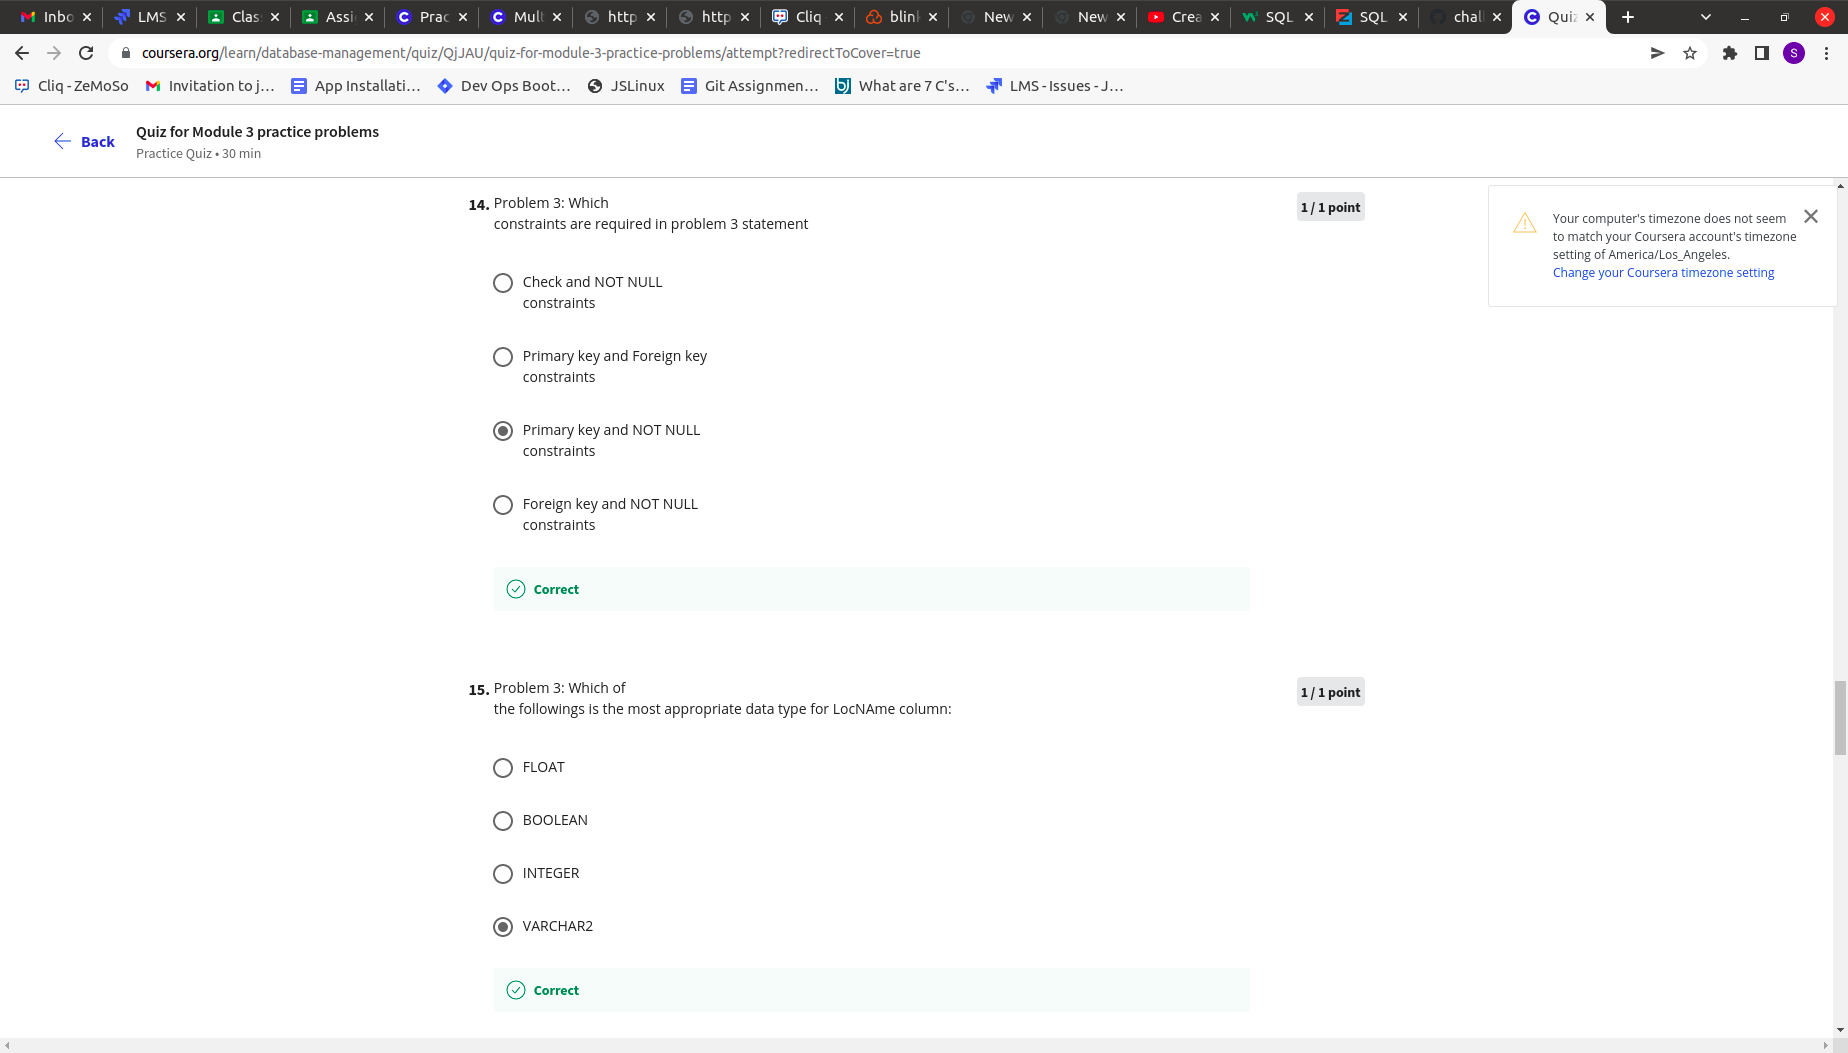 Inbo
LMS
Clas
Assi
Prac
Mult
http
http
Cliq
blink
New
New
Crea
SQL
SQL
chal
Quiz
coursera.org/learn/database-management/quiz/QjJAU/quiz-for-module-3-practice-problems/attempt?redirectToCover=true
S
Cliq - ZeMoSo
Invitation to j...
App Installati...
Dev Ops Boot...
JSLinux
Git Assignmen...
What are 7 C's...
LMS - Issues - J...
Back
Quiz for Module 3 practice problems
Practice Quiz • 30 min
Your computer's timezone does not seem
to match your Coursera account's timezone
setting of America/Los_Angeles.
Change your Coursera timezone setting
14. Problem 3: Which
constraints are required in problem 3 statement
1 / 1 point
Check and NOT NULL
constraints
Primary key and Foreign key
constraints
Primary key and NOT NULL
constraints
Foreign key and NOT NULL
constraints
Correct
15. Problem 3: Which of
the followings is the most appropriate data type for LocNAme column:
1 / 1 point
FLOAT
BOOLEAN
INTEGER
VARCHAR2
Correct